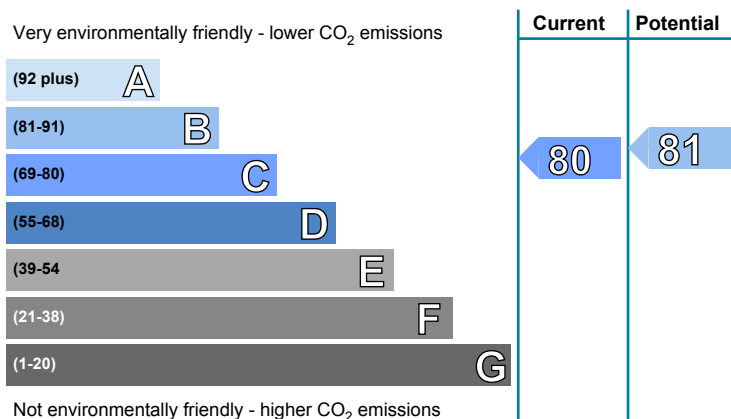 Very environmentally friendly - lower CO2 emissions
Current
Potential
(92 plus) A
(81-91) B
(69-80) C
(55-68) D
(39-54 E
(21-38) F
(1-20) G
80
81
Not environmentally friendly - higher CO2 emissions